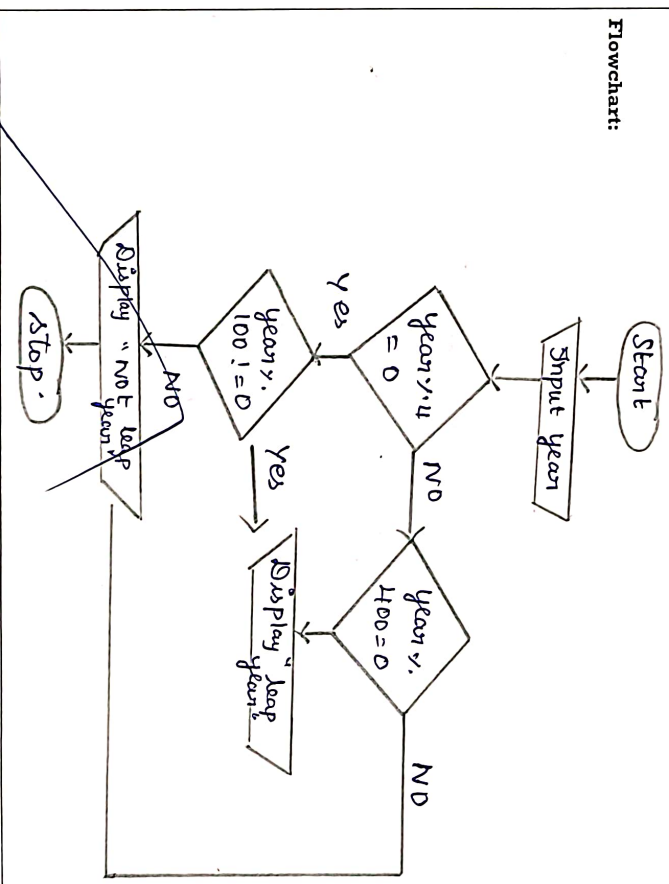 Flowchart:
Start
Input year
year % 4
= 0
NO
Yes
year %.
400 = 0
NO
year %.
100 != 0
Yes
NO
Display " leap
year"
Display " Not leap
year"
Stop.